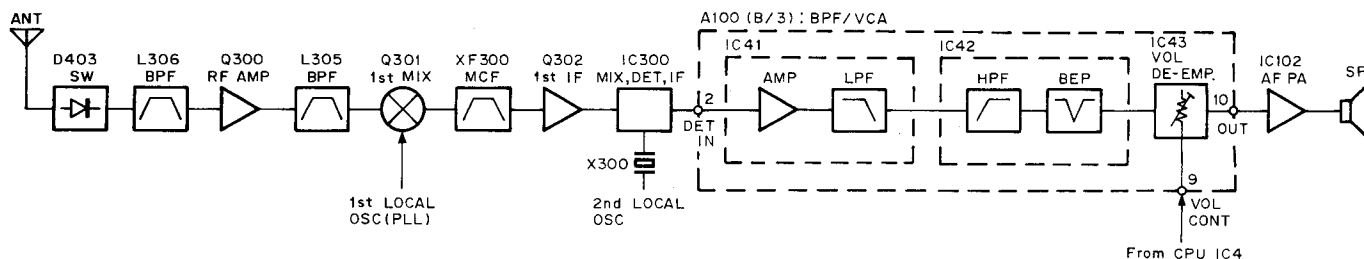 ANT
D403
SW
L306
BPF
Q300
RF AMP
L305
BPF
Q301
1st MIX
XF300
MCF
Q302
1st IF
IC300
MIX, DET, IF
X300
1st LOCAL
OSC (PLL)
2nd LOCAL
OSC
A100 (B/3) : BPF/VCA
2
DET
IN
IC41
AMP
LPF
IC42
HPF
BEP
IC43
VOL
DE-EMP.
10
OUT
9
VOL
CONT
From CPU IC4
IC102
AF PA
SP